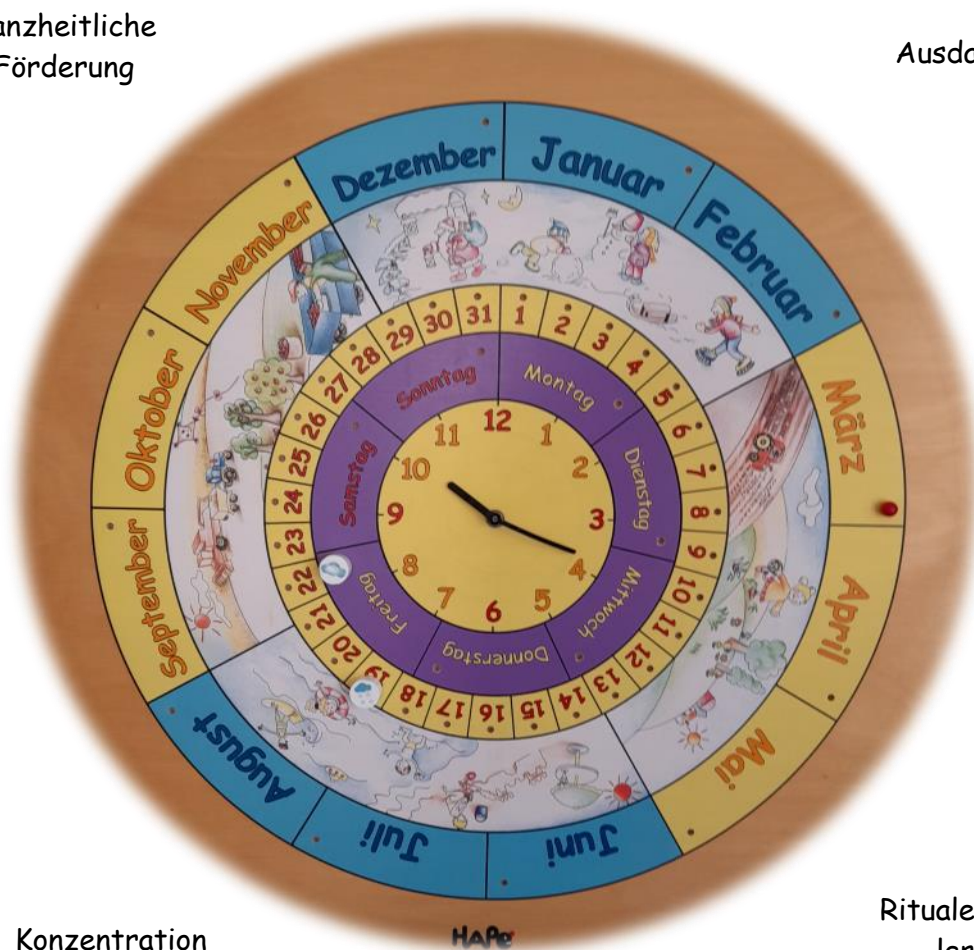 anzheitliche
Förderung
Ausda
Dezember
Januar
Februar
März
April
Mai
Juni
Juli
August
September
Oktober
November
1 2 3 4 5 6 7 8 9 10 11 12 13 14 15 16 17 18 19 20 21 22 23 24 25 26 27 28 29 30 31
Montag
Dienstag
Mittwoch
Donnerstag
Freitag
Samstag
Sonntag
12 1 2 3 4 5 6 7 8 9 10 11
Konzentration
HAPe
Rituale